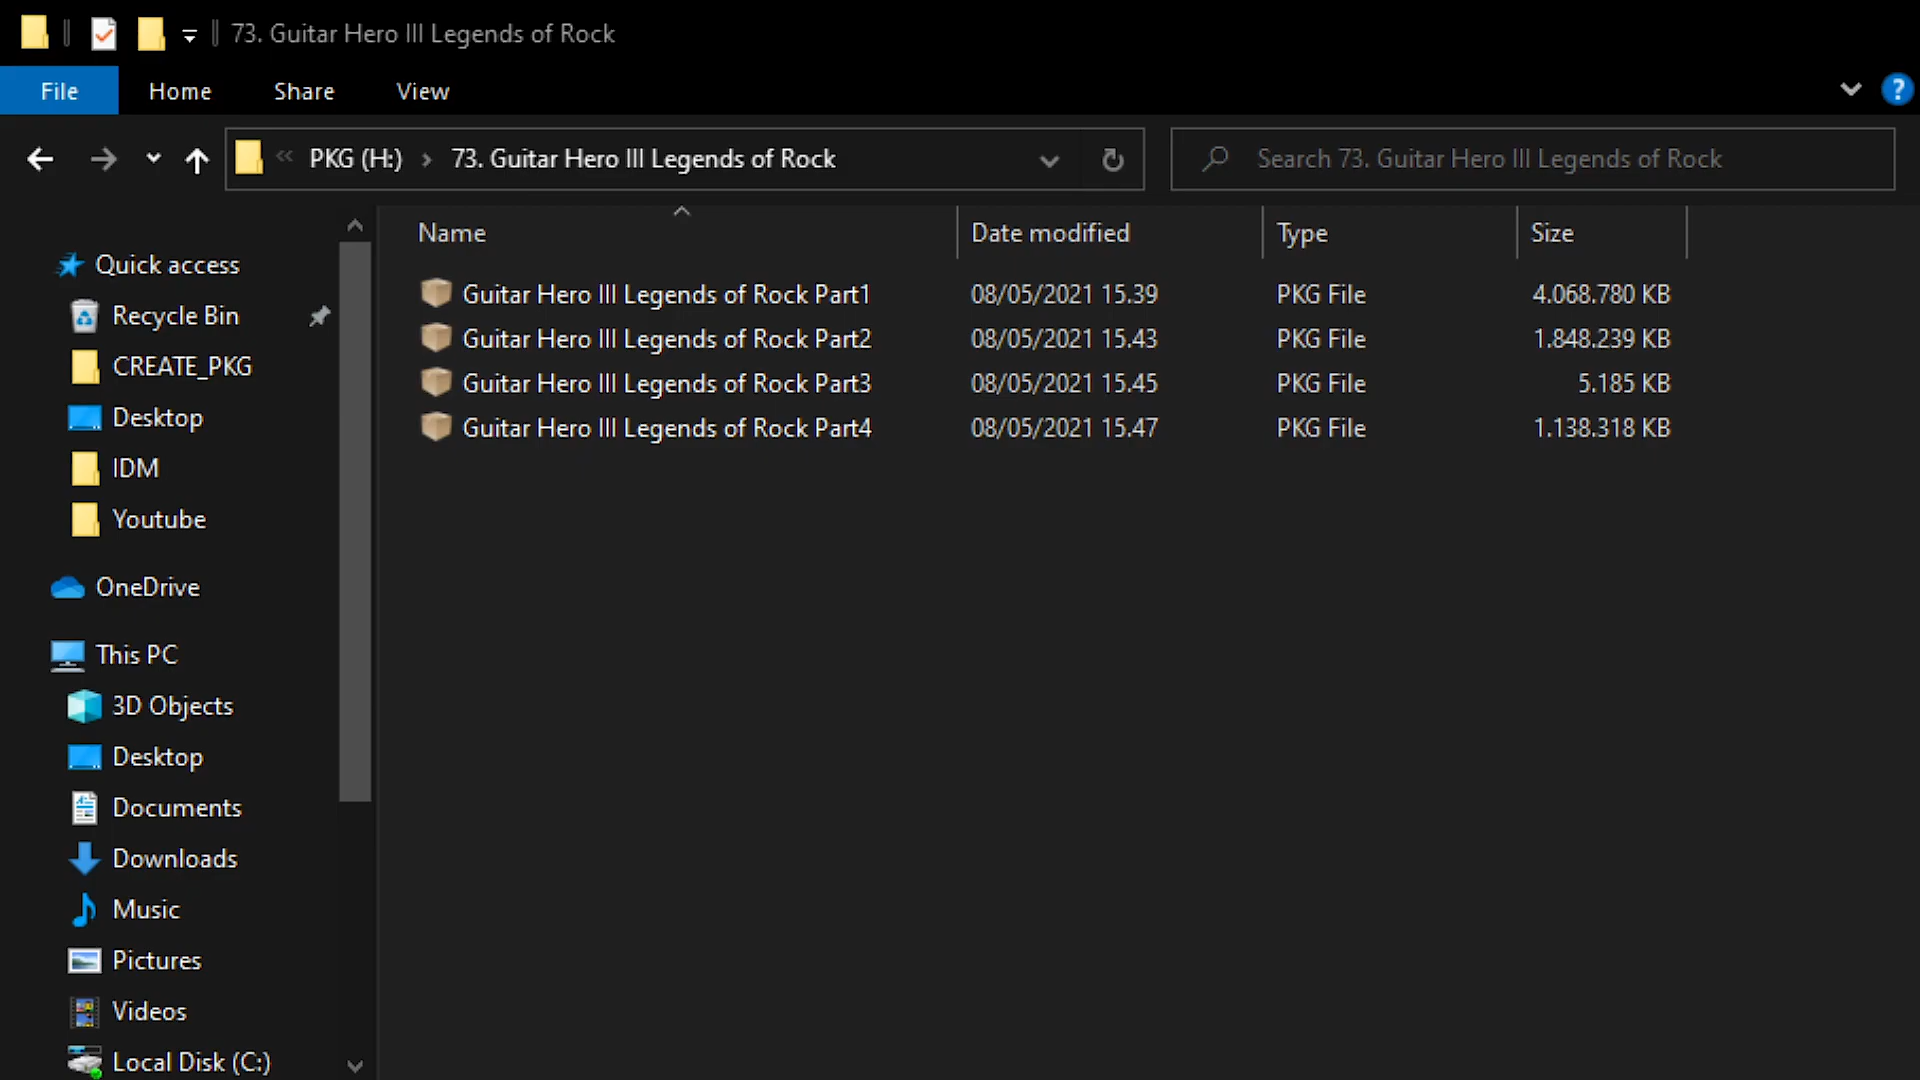 73. Guitar Hero III Legends of Rock
File Home Share View
?
« PKG (H:) › 73. Guitar Hero III Legends of Rock Search 73. Guitar Hero III Legends of Rock
Name Date modified Type Size
Guitar Hero III Legends of Rock Part1 08/05/2021 15.39 PKG File 4.068.780 KB
Guitar Hero III Legends of Rock Part2 08/05/2021 15.43 PKG File 1.848.239 KB
Guitar Hero III Legends of Rock Part3 08/05/2021 15.45 PKG File 5.185 KB
Guitar Hero III Legends of Rock Part4 08/05/2021 15.47 PKG File 1.138.318 KB
Quick access
Recycle Bin
CREATE_PKG
Desktop
IDM
Youtube
OneDrive
This PC
3D Objects
Desktop
Documents
Downloads
Music
Pictures
Videos
Local Disk (C:)